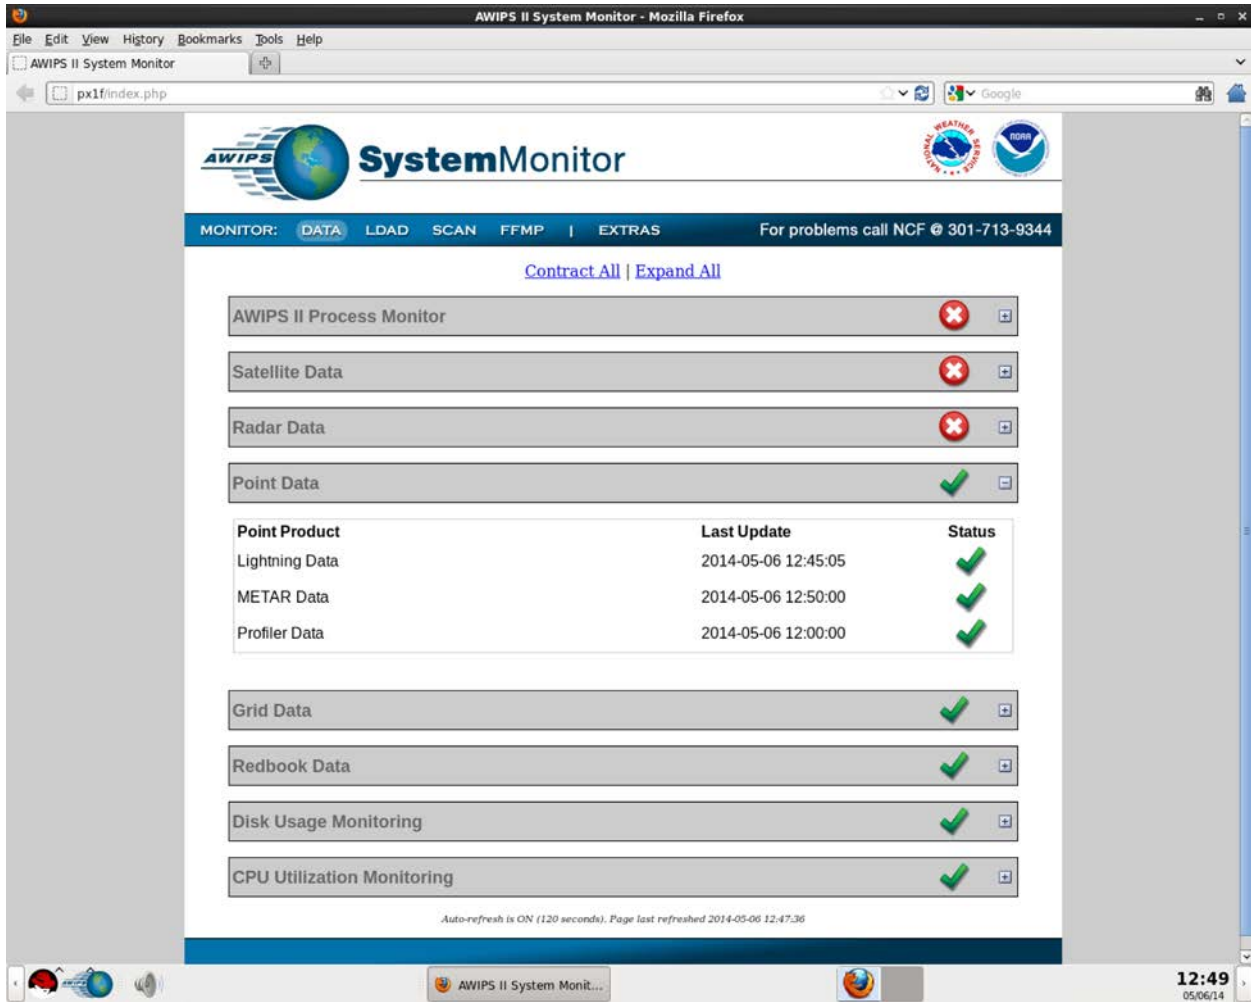 AWIPS II System Monitor - Mozilla Firefox
File Edit View History Bookmarks Tools Help
AWIPS II System Monitor
px1f/index.php
Google
AWIPS
SystemMonitor
NATIONAL WEATHER SERVICE
NOAA
MONITOR: DATA LDAD SCAN FFMP | EXTRAS For problems call NCF @ 301-713-9344
Contract All | Expand All
AWIPS II Process Monitor
Satellite Data
Radar Data
Point Data
Point Product Last Update Status
Lightning Data 2014-05-06 12:45:05
METAR Data 2014-05-06 12:50:00
Profiler Data 2014-05-06 12:00:00
Grid Data
Redbook Data
Disk Usage Monitoring
CPU Utilization Monitoring
Auto-refresh is ON (120 seconds). Page last refreshed 2014-05-06 12:47:36
AWIPS II System Monit...
12:49
05/06/14